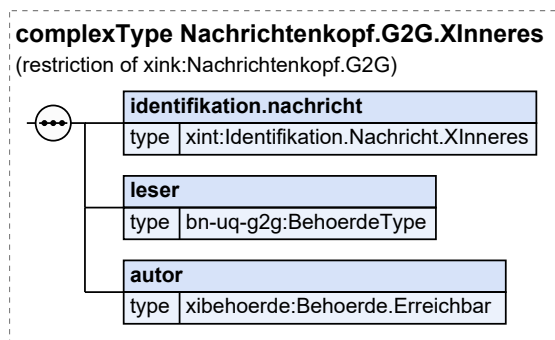 complexType Nachrichtenkopf.G2G.XInneres
(restriction of xink:Nachrichtenkopf.G2G)
identifikation.nachricht
type xint:Identifikation.Nachricht.XInneres
leser
type bn-uq-g2g:BehoerdeType
autor
type xibehoerde:Behoerde.Erreichbar